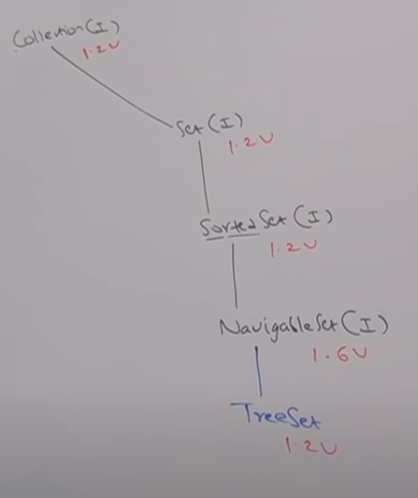 Collection(I)
1.2V
Set(I)
1.2V
SortedSet(I)
1.2V
NavigableSet(I)
1.6V
TreeSet
1.2V